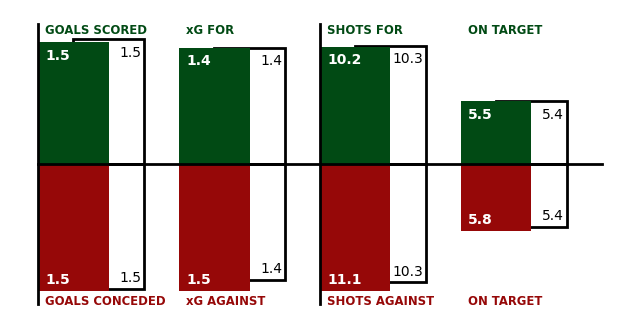 GOALS SCORED xG FOR SHOTS FOR ON TARGET
1.5 1.5 1.4 1.4 10.2 10.3 5.5 5.4
1.5 1.5 1.5 1.4 11.1 10.3 5.8 5.4
GOALS CONCEDED xG AGAINST SHOTS AGAINST ON TARGET